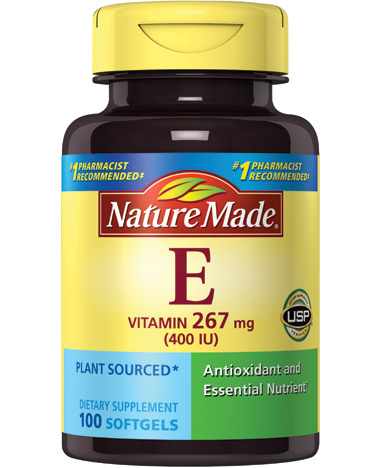 #1 PHARMACIST
RECOMMENDED‡
#1 PHARMACIST
RECOMMENDED‡
Nature Made®
E
VITAMIN 267 mg
(400 IU)
USP
PLANT SOURCED*
Antioxidant and
Essential Nutrient†
DIETARY SUPPLEMENT
100 SOFTGELS